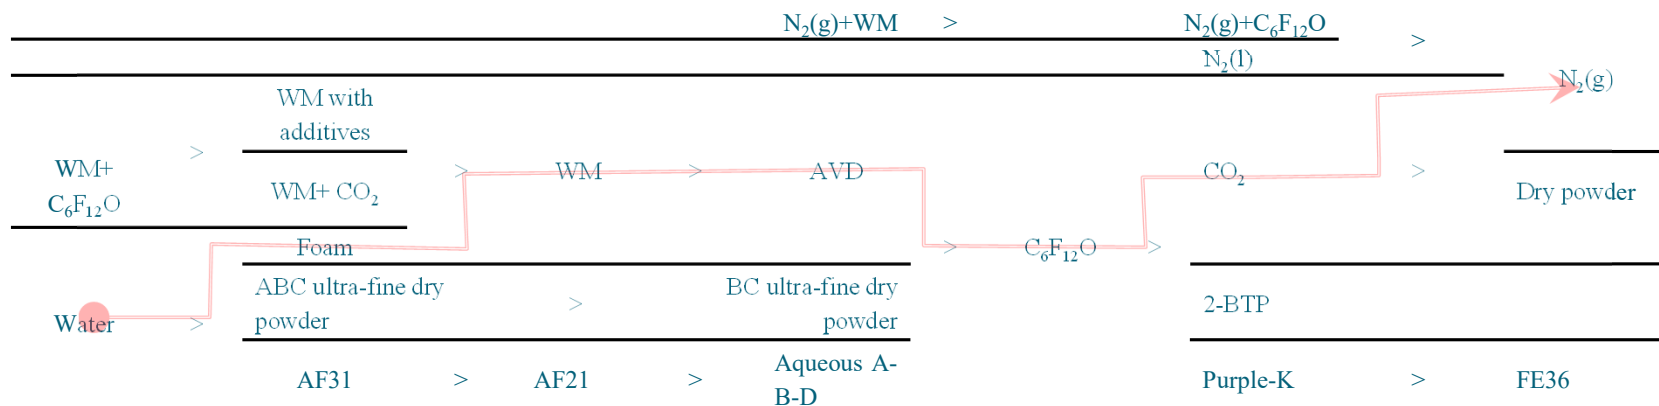 N₂(g)+WM > N₂(g)+C₆F₁₂O >
N₂(l)
N₂(g)
WM with
additives
WM+
C₆F₁₂O
>
WM+ CO₂
> WM > AVD CO₂ >
Dry powder
Foam > C₆F₁₂O >
ABC ultra-fine dry
powder
>
BC ultra-fine dry
powder
2-BTP
Water >
AF31 > AF21 > Aqueous A-
B-D
Purple-K > FE36